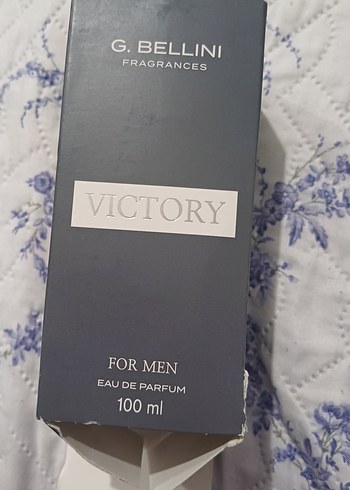 G. BELLINI
FRAGRANCES
VICTORY
FOR MEN
EAU DE PARFUM
100 ml